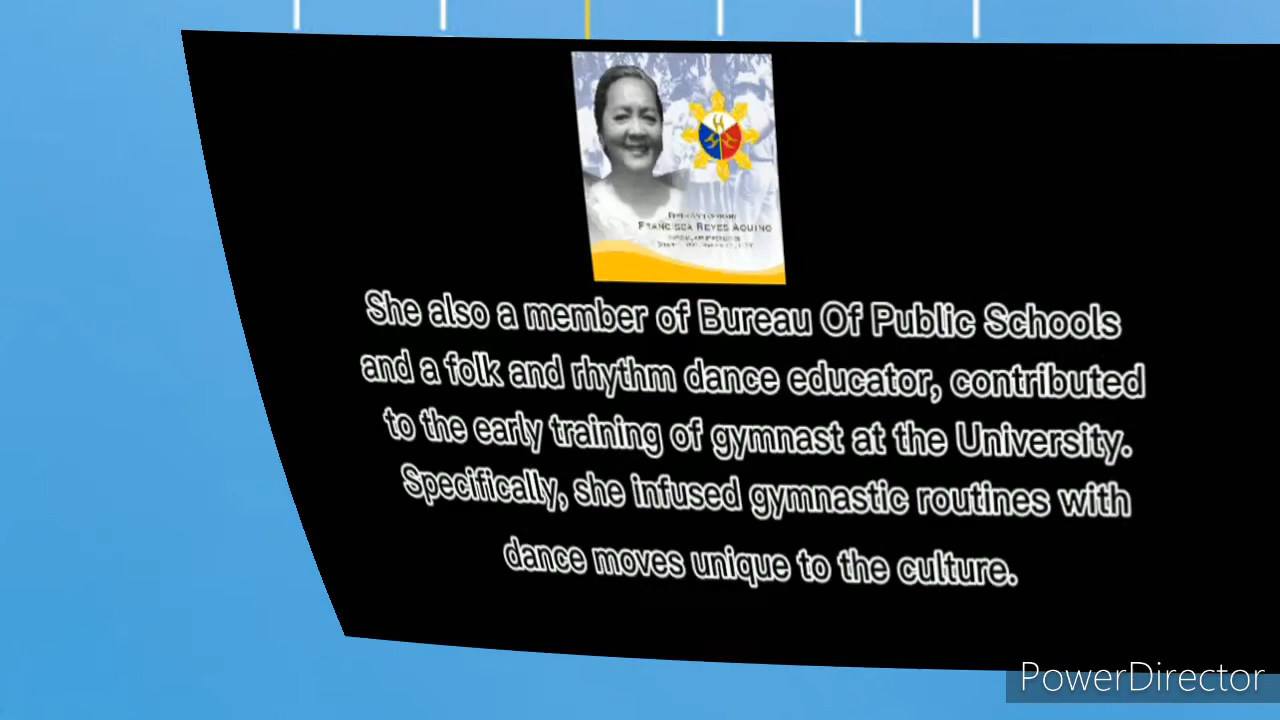 FRANCISCA REYES AQUINO
She also a member of Bureau Of Public Schools
and a folk and rhythm dance educator, contributed
to the early training of gymnast at the University.
Specifically, she infused gymnastic routines with
dance moves unique to the culture.
PowerDirector